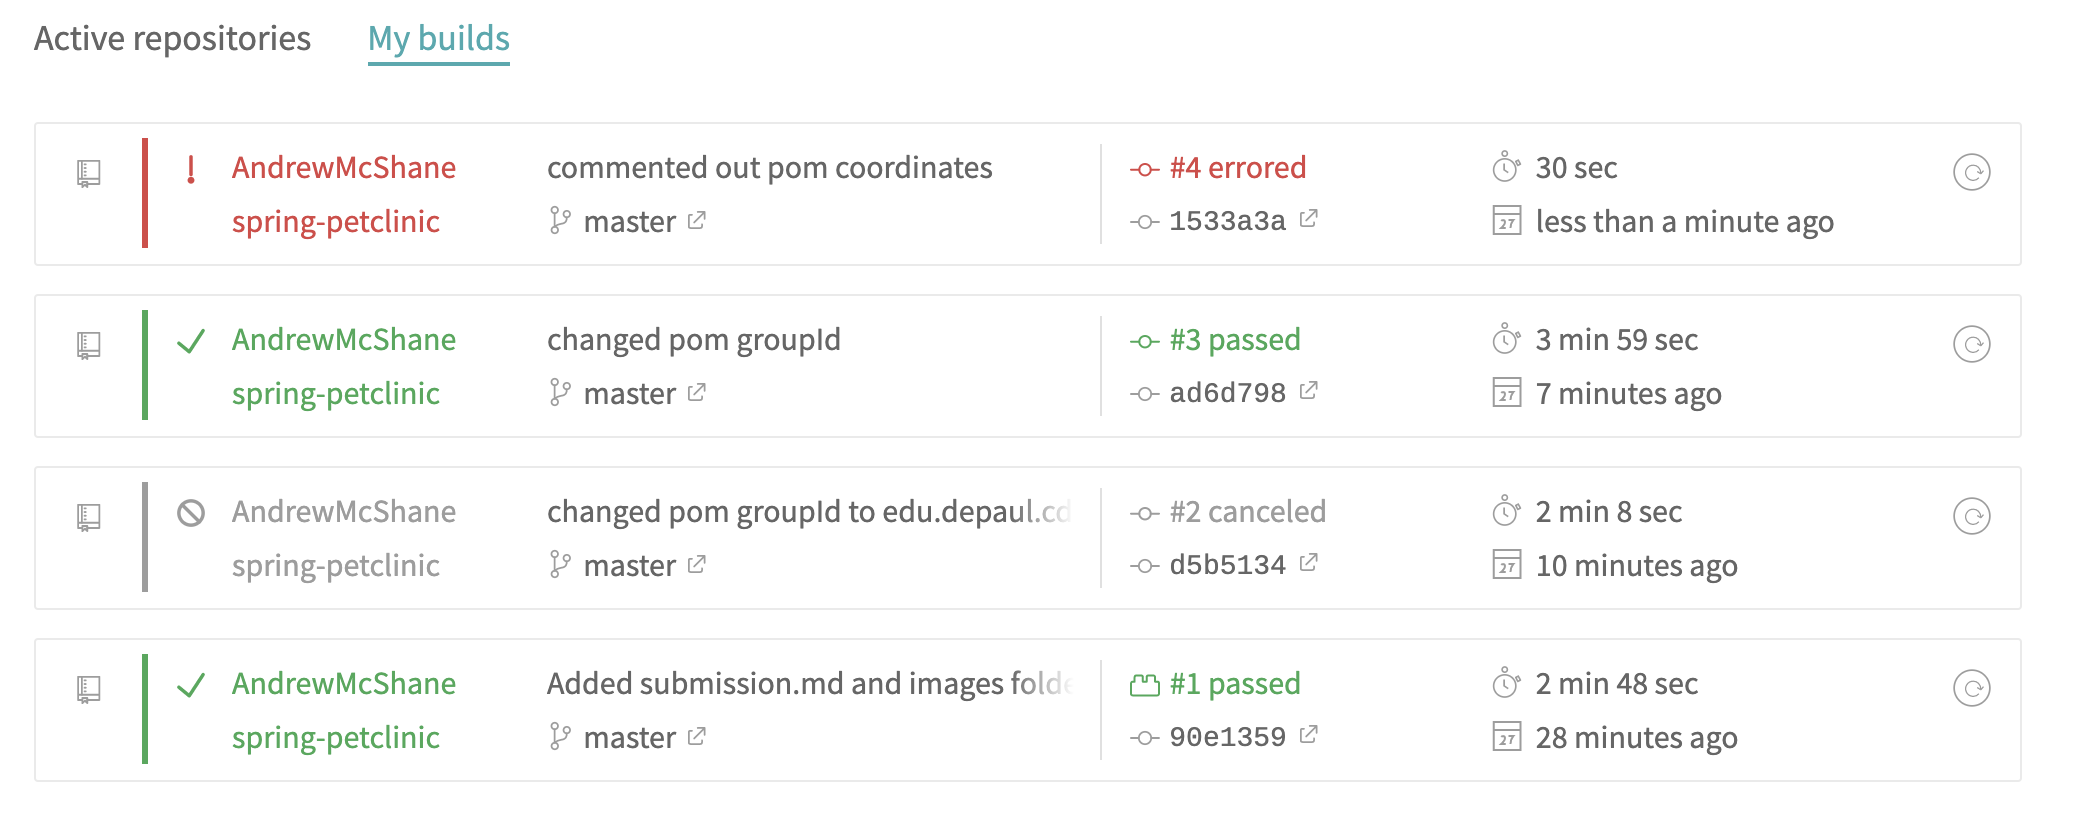 Active repositories My builds
AndrewMcShane commented out pom coordinates #4 errored 30 sec
spring-petclinic master 1533a3a 27 less than a minute ago
AndrewMcShane changed pom groupId #3 passed 3 min 59 sec
spring-petclinic master ad6d798 27 7 minutes ago
AndrewMcShane changed pom groupId to edu.depaul.cd #2 canceled 2 min 8 sec
spring-petclinic master d5b5134 27 10 minutes ago
AndrewMcShane Added submission.md and images folde #1 passed 2 min 48 sec
spring-petclinic master 90e1359 27 28 minutes ago